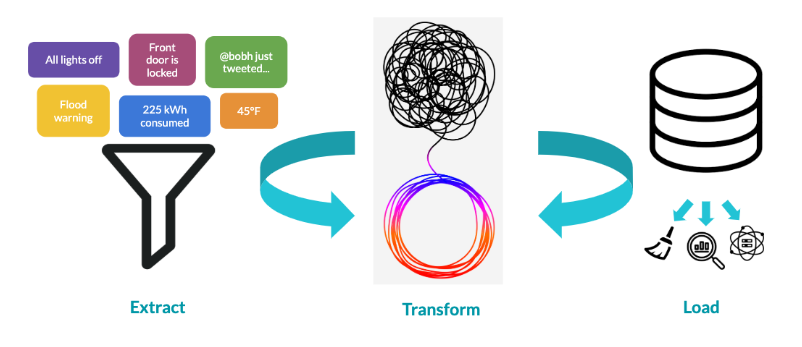 All lights off
Front
door is
locked
@bobh just
tweeted...
Flood
warning
225 kWh
consumed
45°F
Extract
Transform
Load